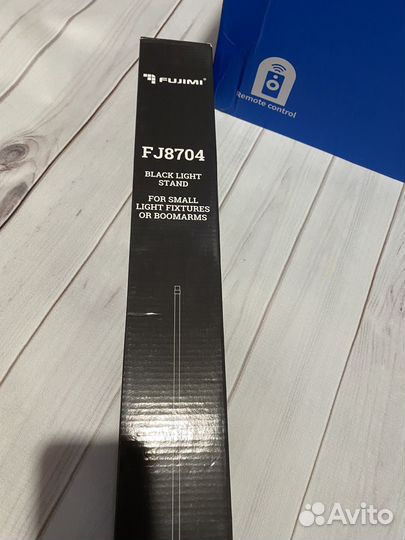 FUJIMI
FJ8704
BLACK LIGHT
STAND
FOR SMALL
LIGHT FIXTURES
OR BOOMARMS
Remote control
Avito